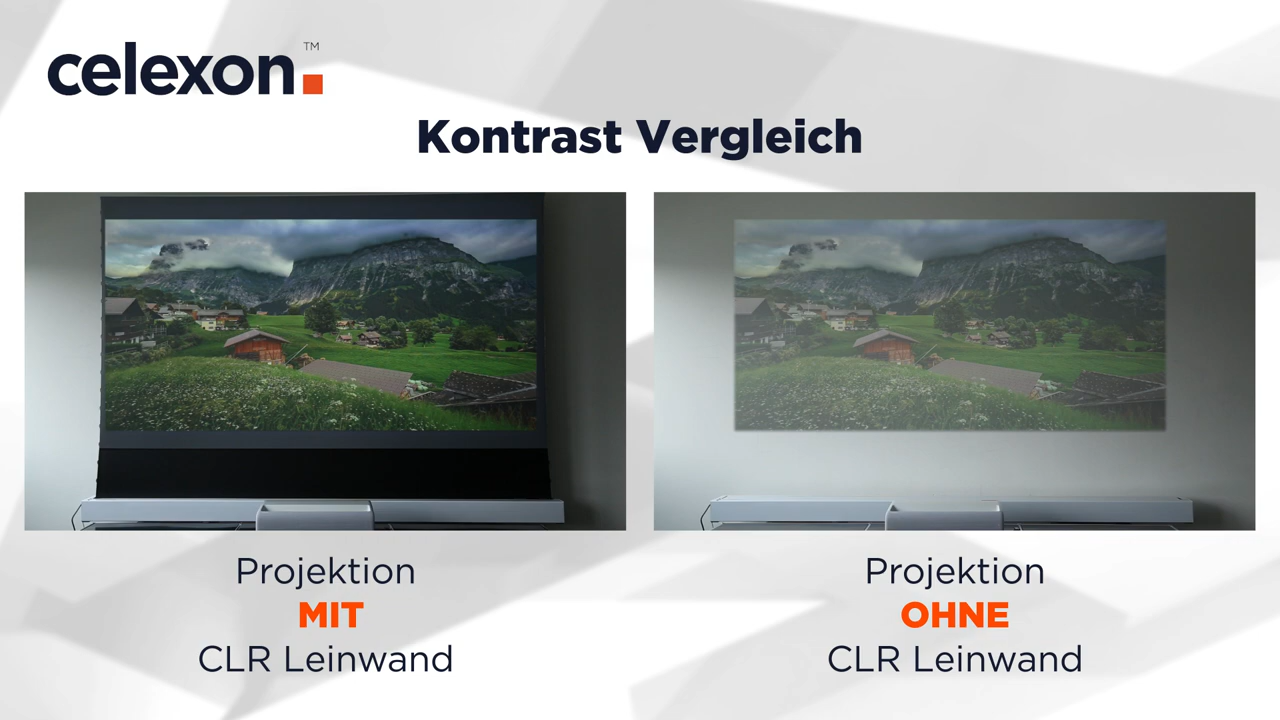 celexon.™
Kontrast Vergleich
Projektion
MIT
CLR Leinwand
Projektion
OHNE
CLR Leinwand